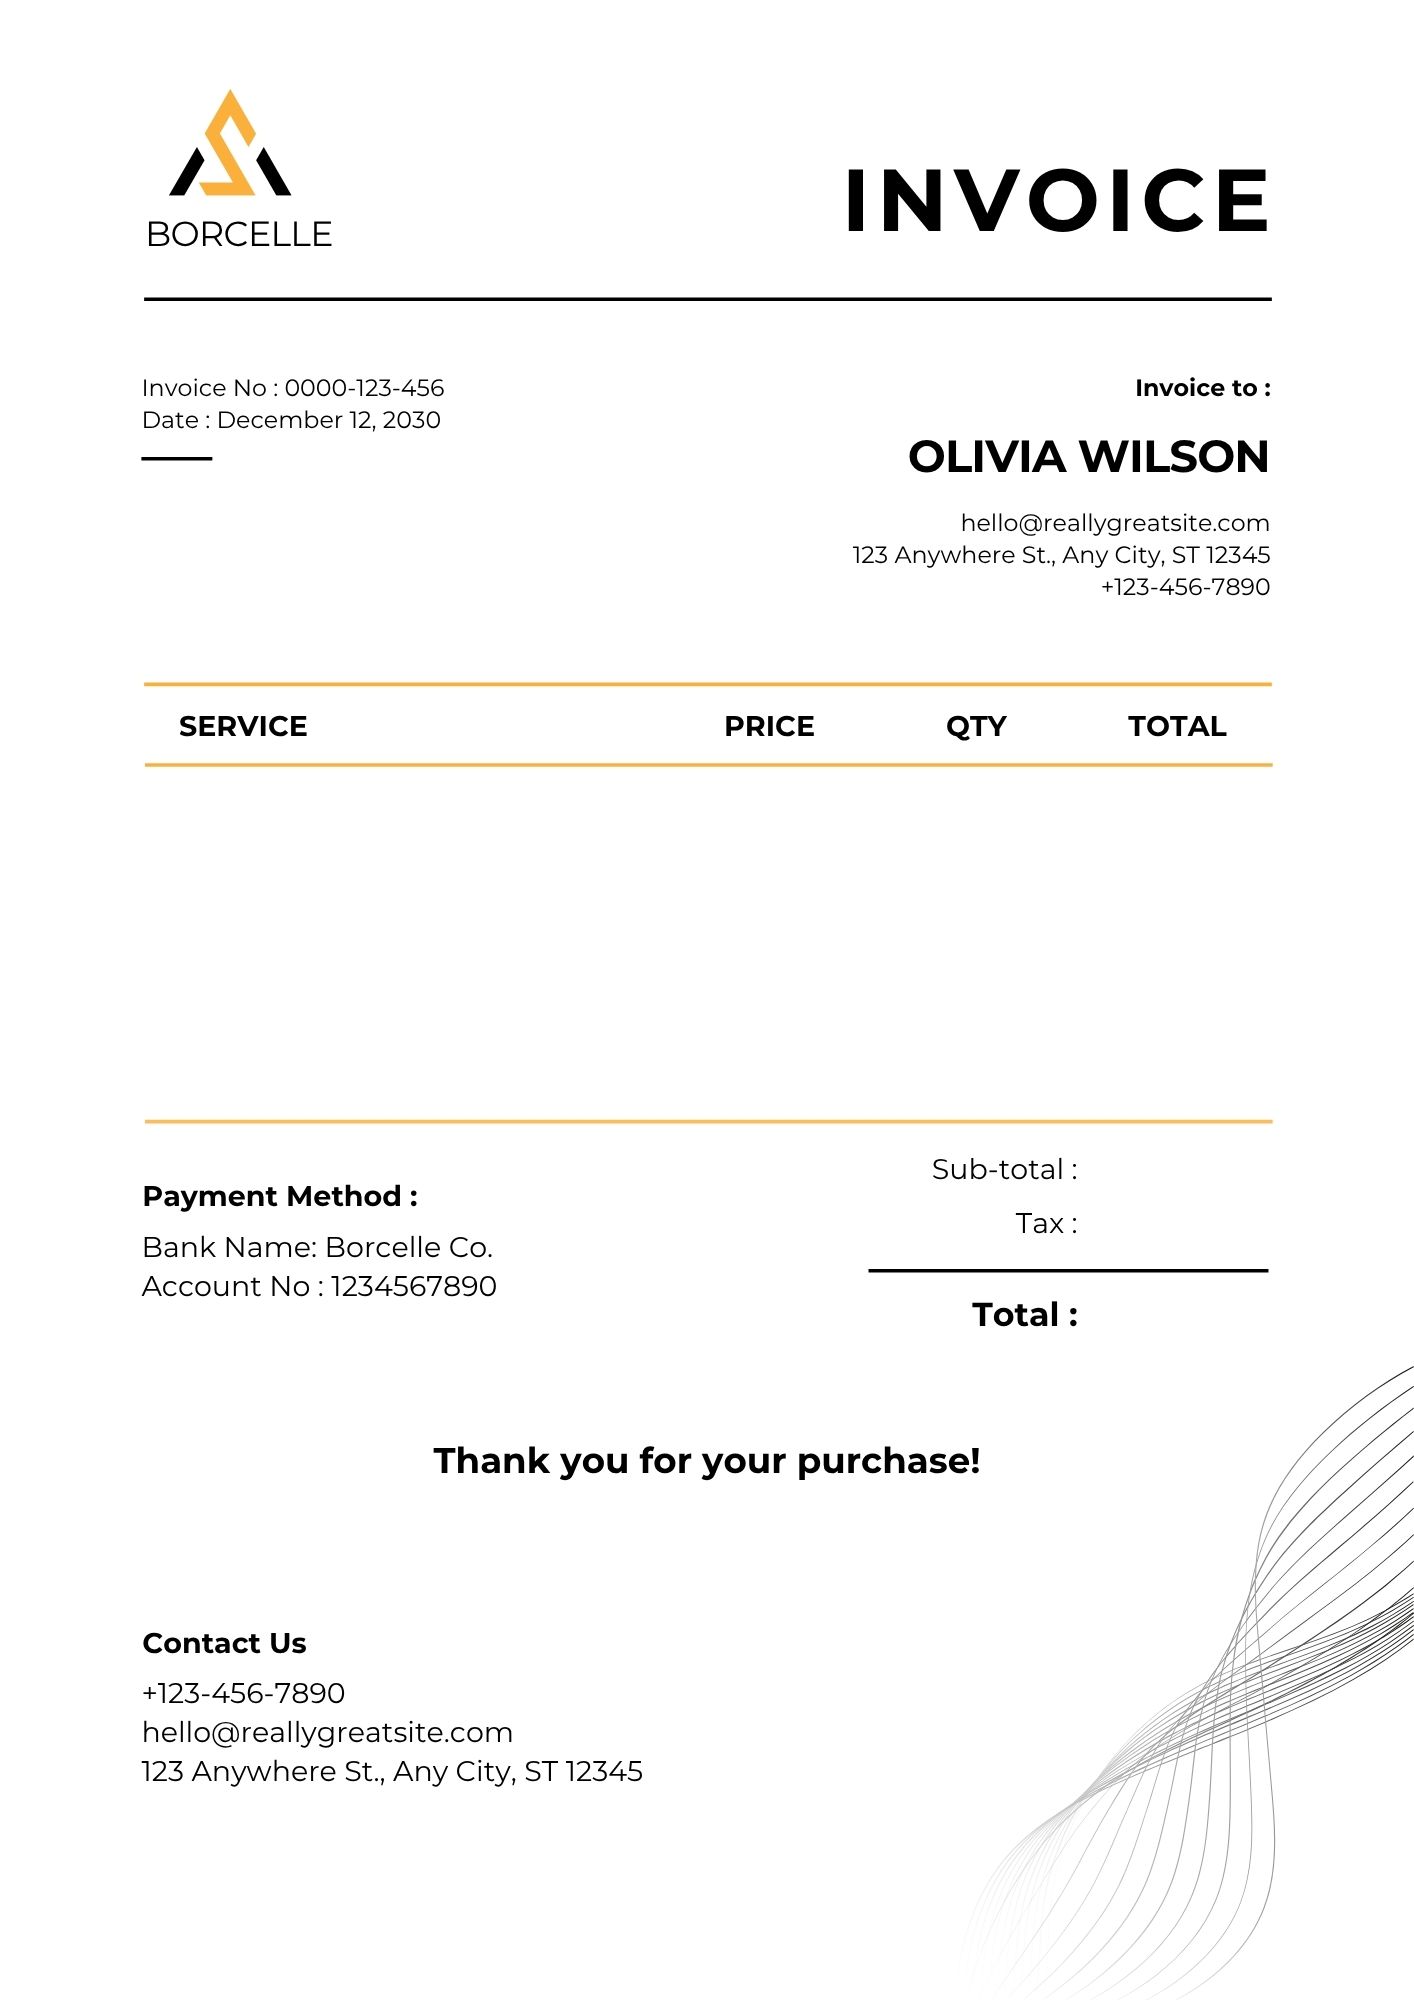 BORCELLE
INVOICE
Invoice No : 0000-123-456
Date : December 12, 2030
Invoice to :
OLIVIA WILSON
hello@reallygreatsite.com
123 Anywhere St., Any City, ST 12345
+123-456-7890
SERVICE PRICE QTY TOTAL
Sub-total :
Tax :
Total :
Payment Method :
Bank Name: Borcelle Co.
Account No : 1234567890
Thank you for your purchase!
Contact Us
+123-456-7890
hello@reallygreatsite.com
123 Anywhere St., Any City, ST 12345